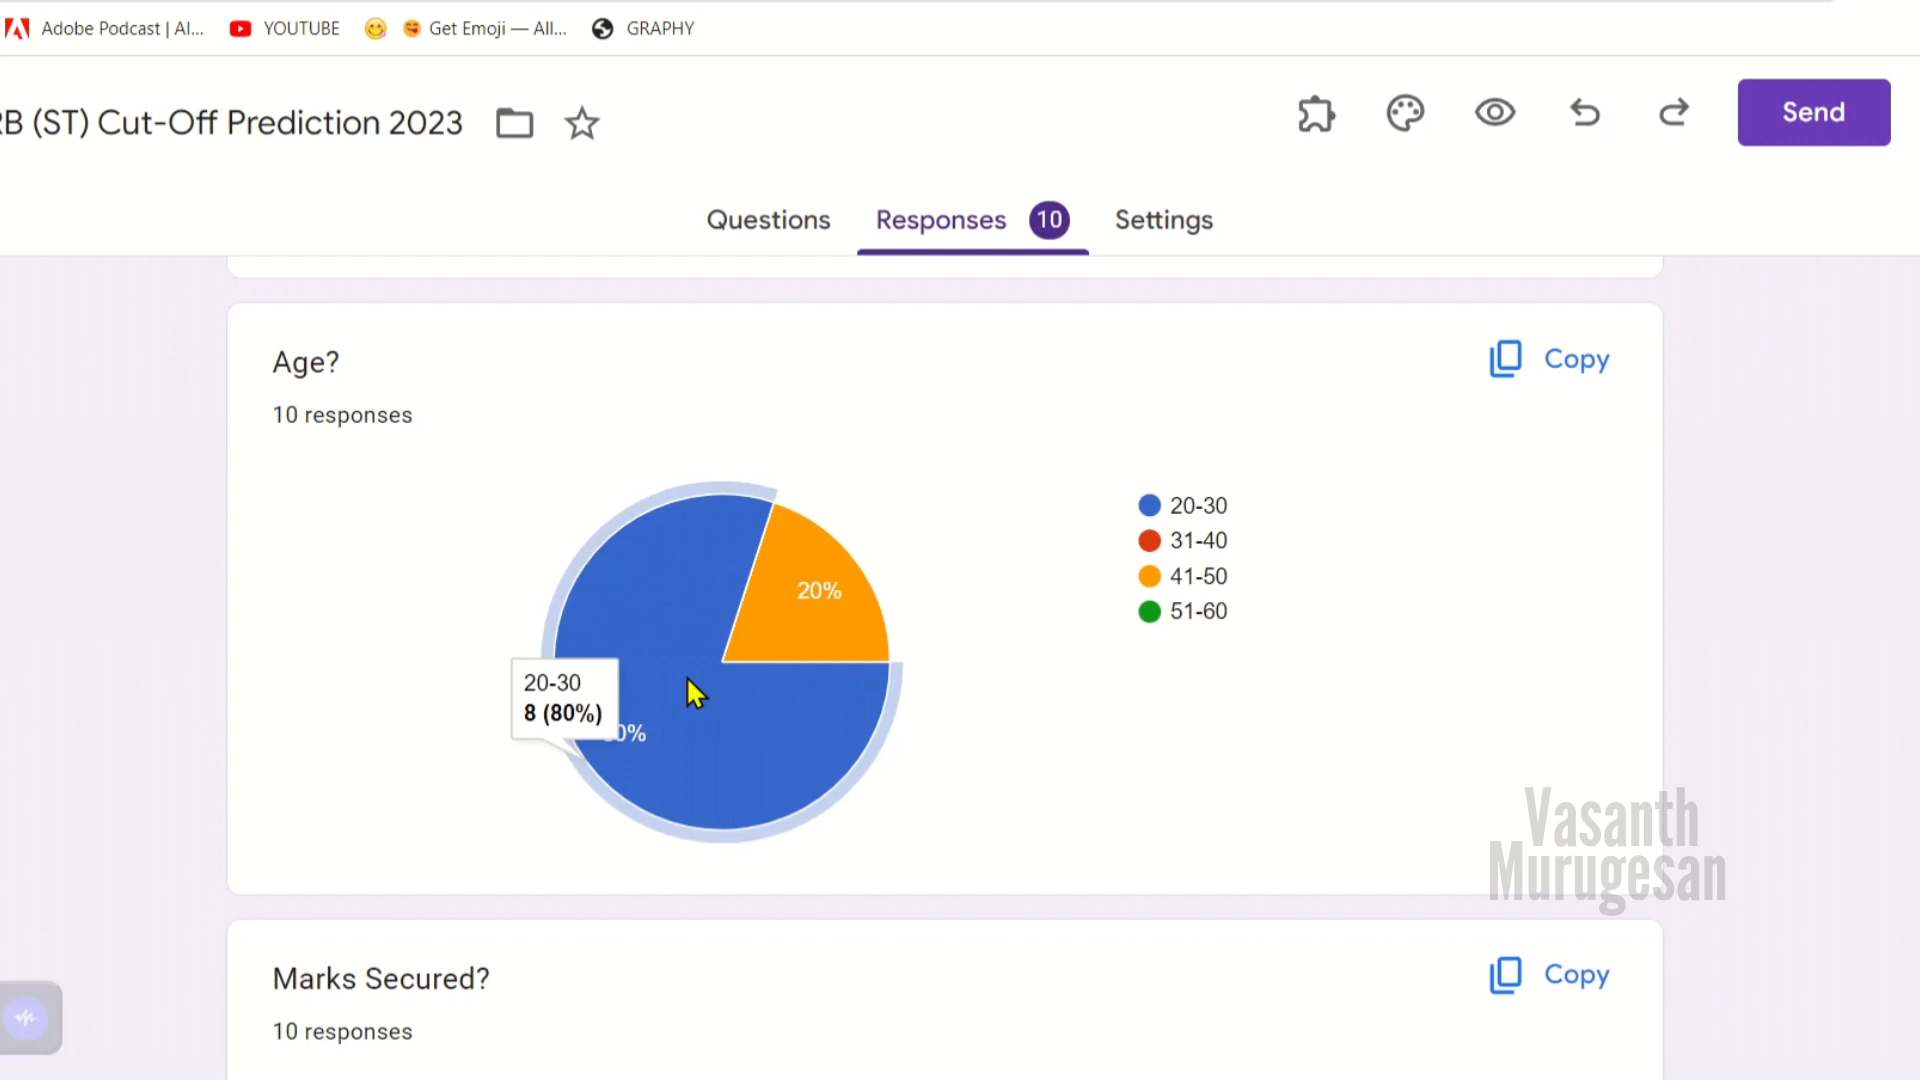 Adobe Podcast | AI...
YOUTUBE
Get Emoji — All...
GRAPHY
RB (ST) Cut-Off Prediction 2023
Send
Questions
Responses 10
Settings
Age?
Copy
10 responses
20-30
31-40
41-50
51-60
20%
20-30
8 (80%)
0%
Vasanth
Murugesan
Marks Secured?
Copy
10 responses